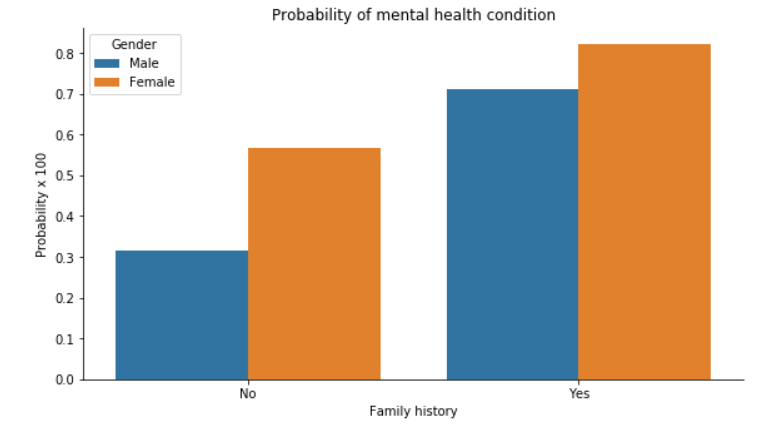 Probability of mental health condition
Gender
Male
Female
Probability x 100
0.8
0.7
0.6
0.5
0.4
0.3
0.2
0.1
0.0
No Yes
Family history